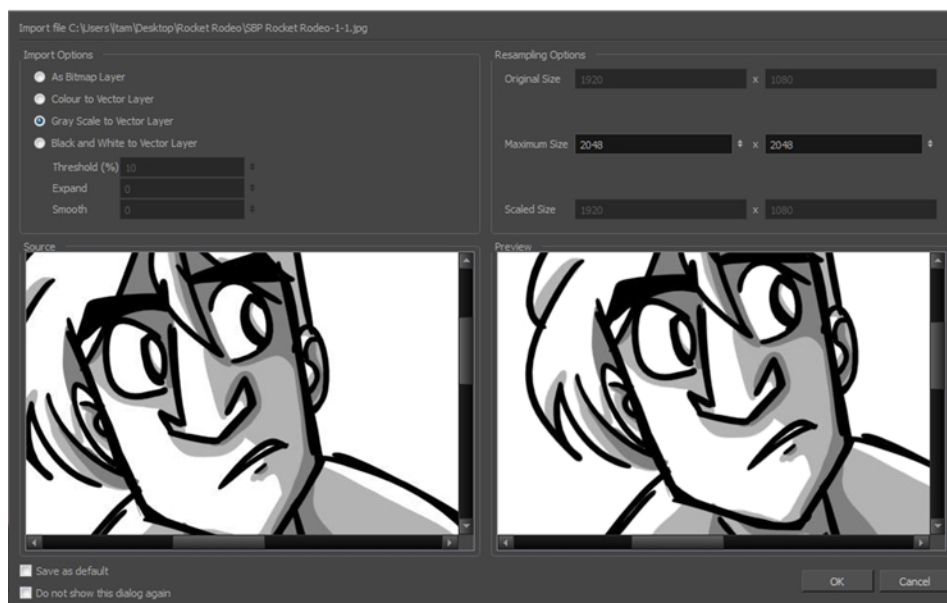 Import file C:\Users\ltam\Desktop\Rocket Rodeo\SBP Rocket Rodeo-1-1.jpg
Import Options
As Bitmap Layer
Colour to Vector Layer
Gray Scale to Vector Layer
Black and White to Vector Layer
Threshold (%) 10
Expand 0
Smooth 0
Resampling Options
Original Size 1920 x 1080
Maximum Size 2048 x 2048
Scaled Size 1920 x 1080
Source
Preview
Save as default
Do not show this dialog again
OK Cancel